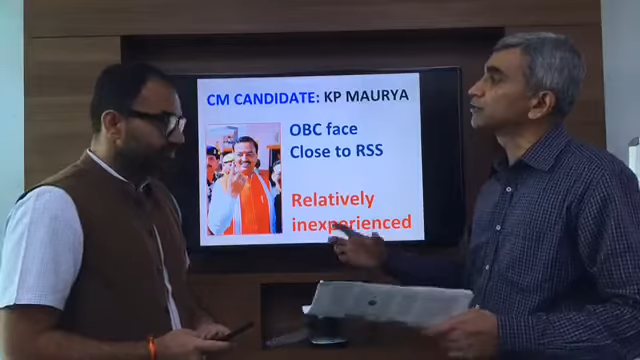 CM CANDIDATE: KP MAURYA
OBC face
Close to RSS
Relatively
inexperienced